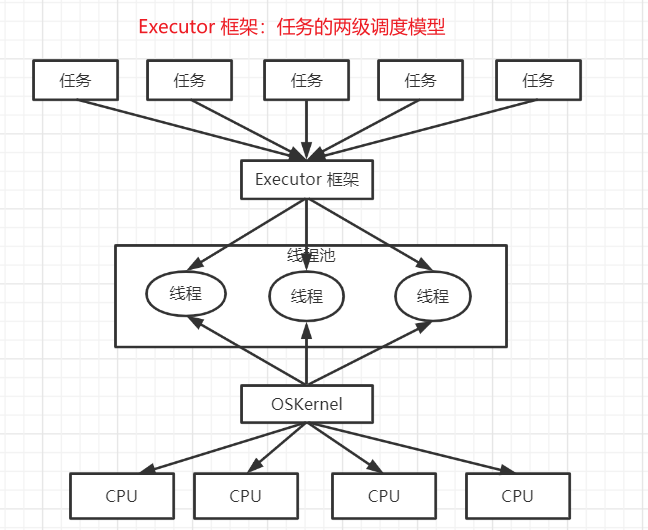 Executor 框架：任务的两级调度模型
任务 任务 任务 任务 任务
Executor 框架
线程池
线程 线程 线程
OSKernel
CPU CPU CPU CPU